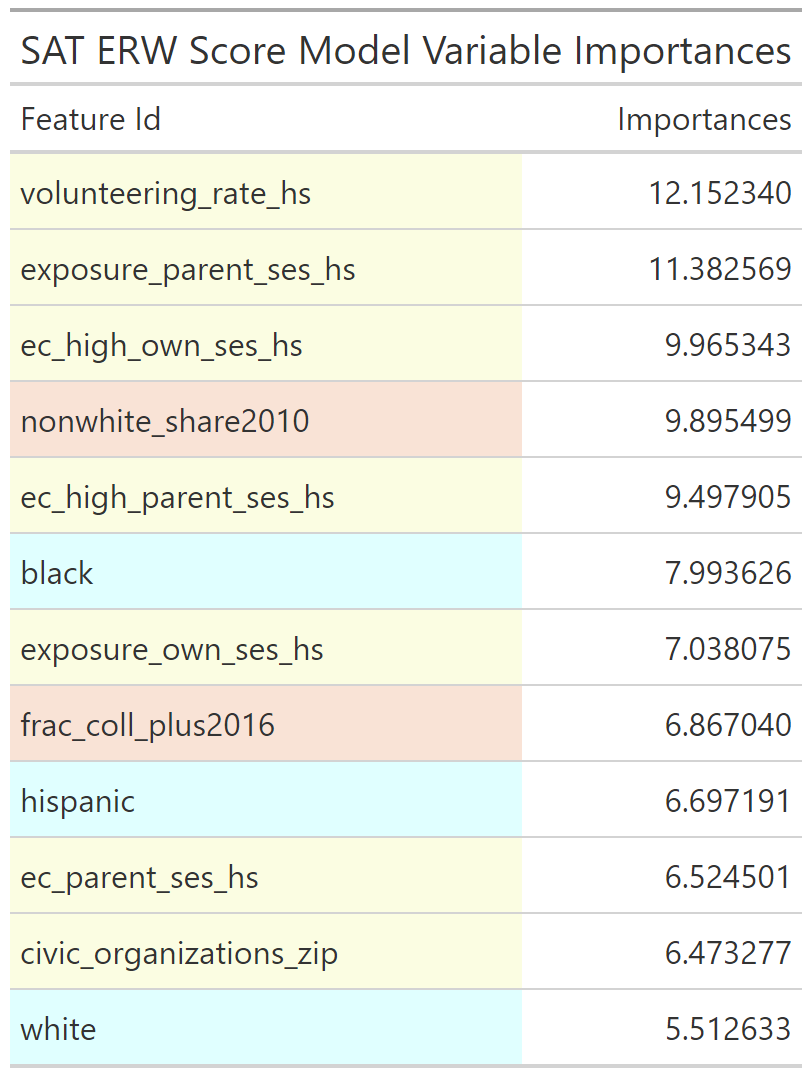 SAT ERW Score Model Variable Importances
Feature Id Importances
volunteering_rate_hs 12.152340
exposure_parent_ses_hs 11.382569
ec_high_own_ses_hs 9.965343
nonwhite_share2010 9.895499
ec_high_parent_ses_hs 9.497905
black 7.993626
exposure_own_ses_hs 7.038075
frac_coll_plus2016 6.867040
hispanic 6.697191
ec_parent_ses_hs 6.524501
civic_organizations_zip 6.473277
white 5.512633